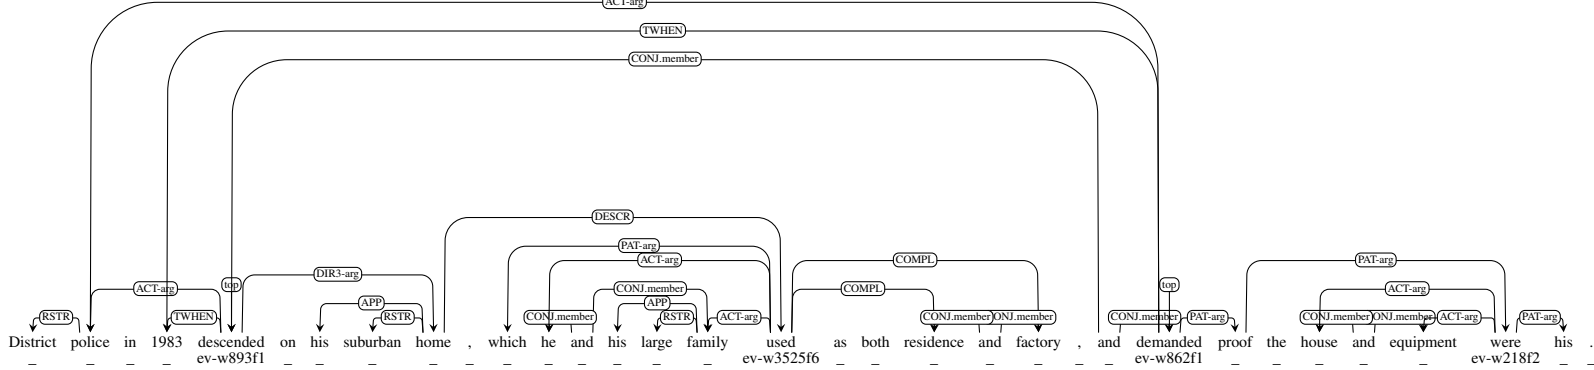 ACT-arg
TWHEN
CONJ.member
DESCR
PAT-arg
ACT-arg COMPL PAT-arg
DIR3-arg
ACT-arg top CONJ.member COMPL top ACT-arg
APP APP
RSTR TWHEN RSTR CONJ.member RSTR ACT-arg CONJ.member CONJ.member CONJ.member PAT-arg CONJ.member CONJ.member ACT-arg PAT-arg
District police in 1983 descended on his suburban home , which he and his large family used as both residence and factory , and demanded proof the house and equipment were his .
ev-w893f1 ev-w3525f6 ev-w862f1 ev-w218f2
_ _ _ _ _ _ _ _ _ _ _ _ _ _ _ _ _ _ _ _ _ _ _ _ _ _ _ _